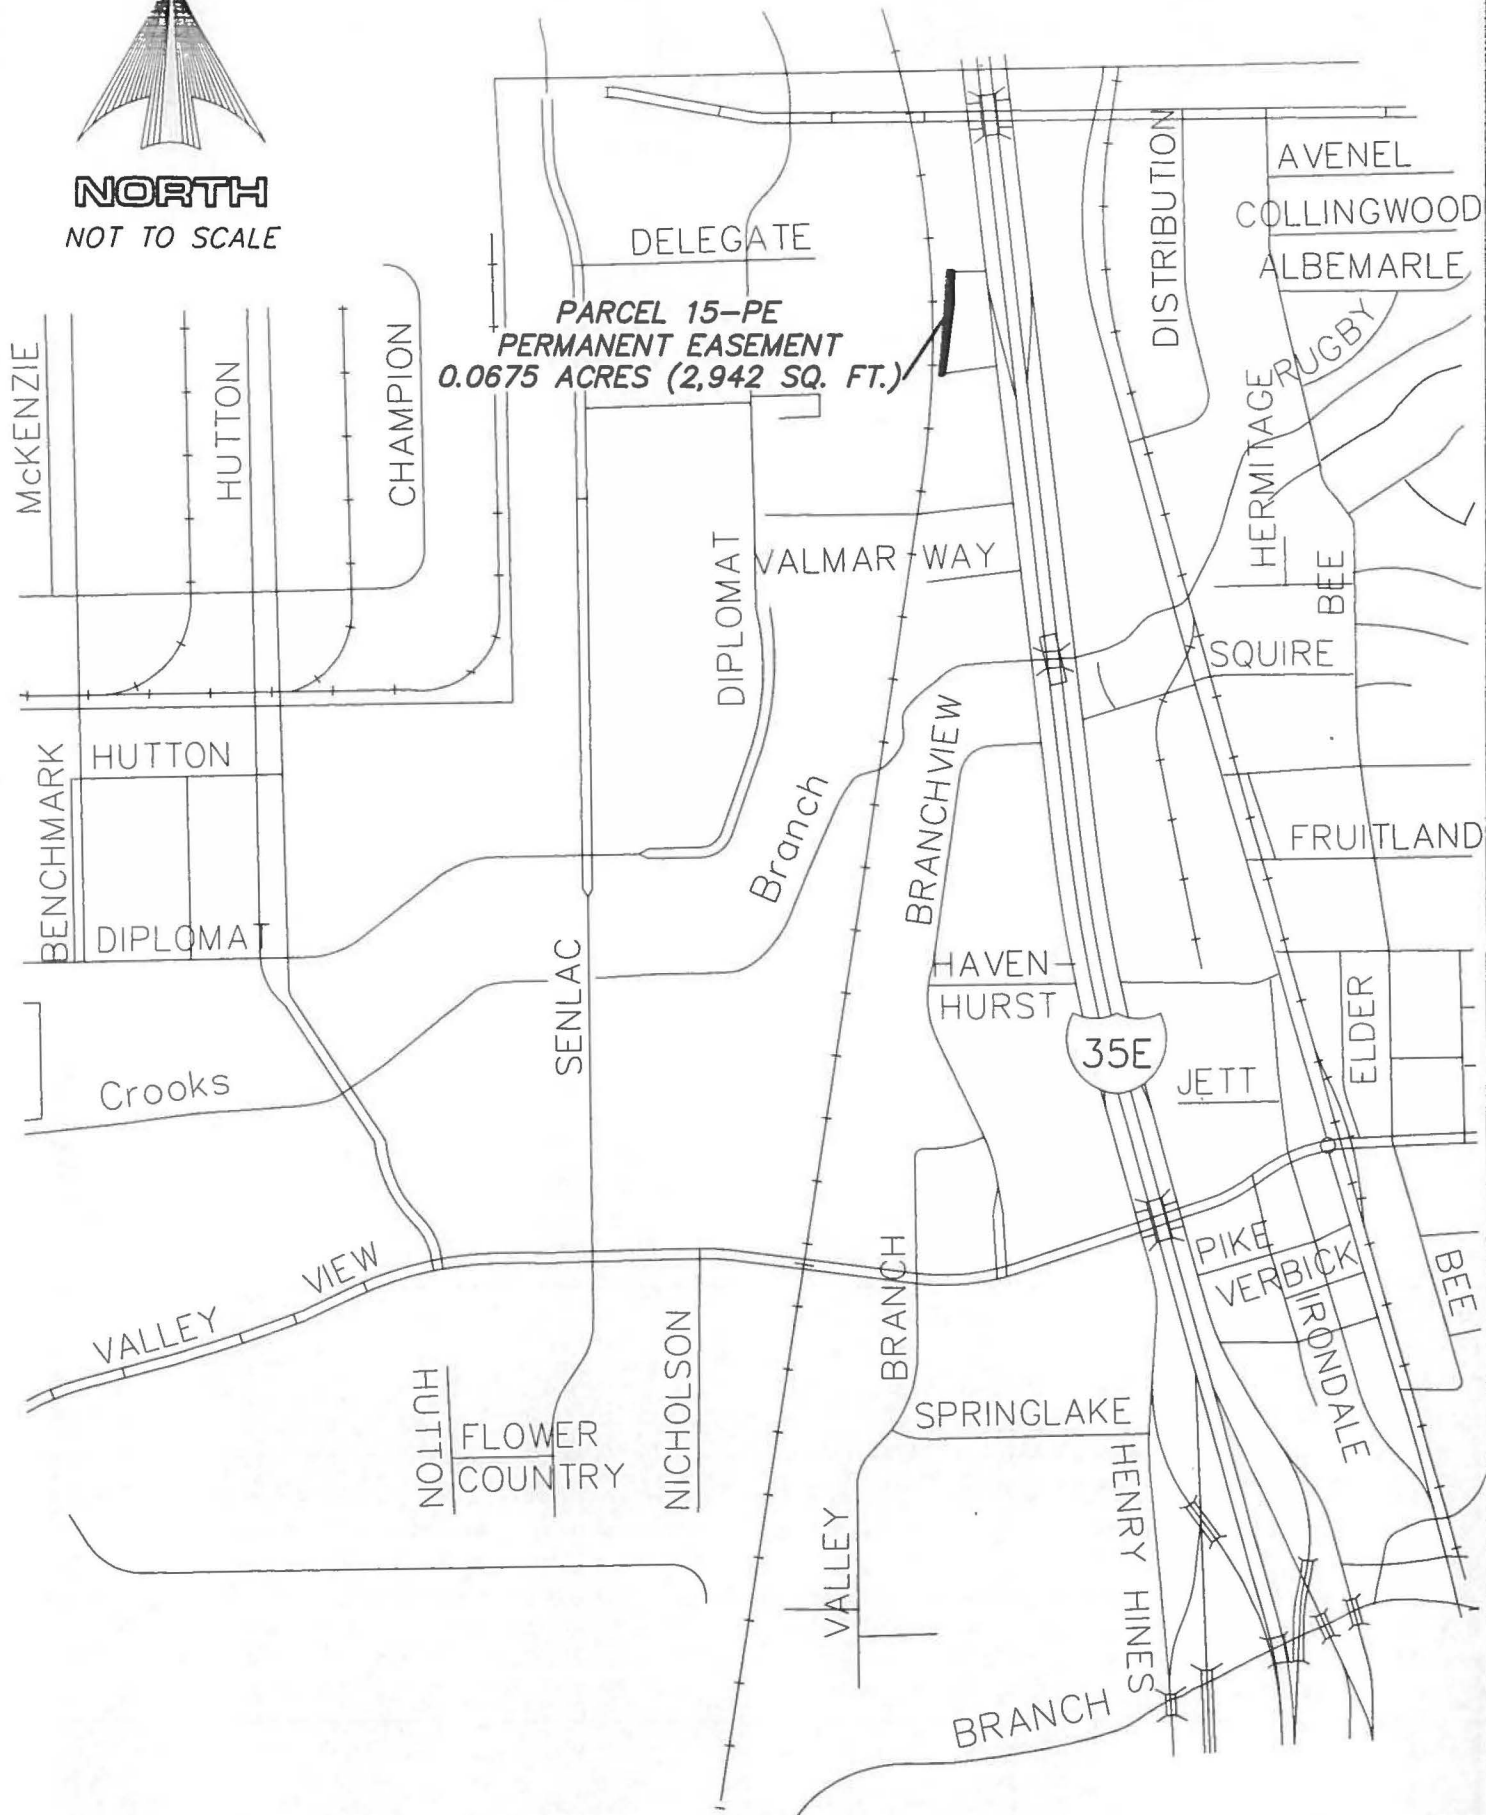 NORTH
NOT TO SCALE
DISTRIBUTION
AVENEL
COLLINGWOOD
ALBEMARLE
DELEGATE
PARCEL 15-PE
PERMANENT EASEMENT
0.0675 ACRES (2,942 SQ. FT.)
RUGBY
McKENZIE
HUTTON
CHAMPION
HERMITAGE
BEE
DIPLOMAT
VALMAR WAY
SQUIRE
BENCHMARK
HUTTON
Branch
BRANCHVIEW
FRUITLAND
DIPLOMAT
SENLAC
HAVEN
HURST
35E
ELDER
JETT
Crooks
VALLEY VIEW
BRANCH
PIKE
VERBICK
BEE
IRONDALE
HUTTON
FLOWER
COUNTRY
NICHOLSON
SPRINGLAKE
HENRY HINES
VALLEY
BRANCH